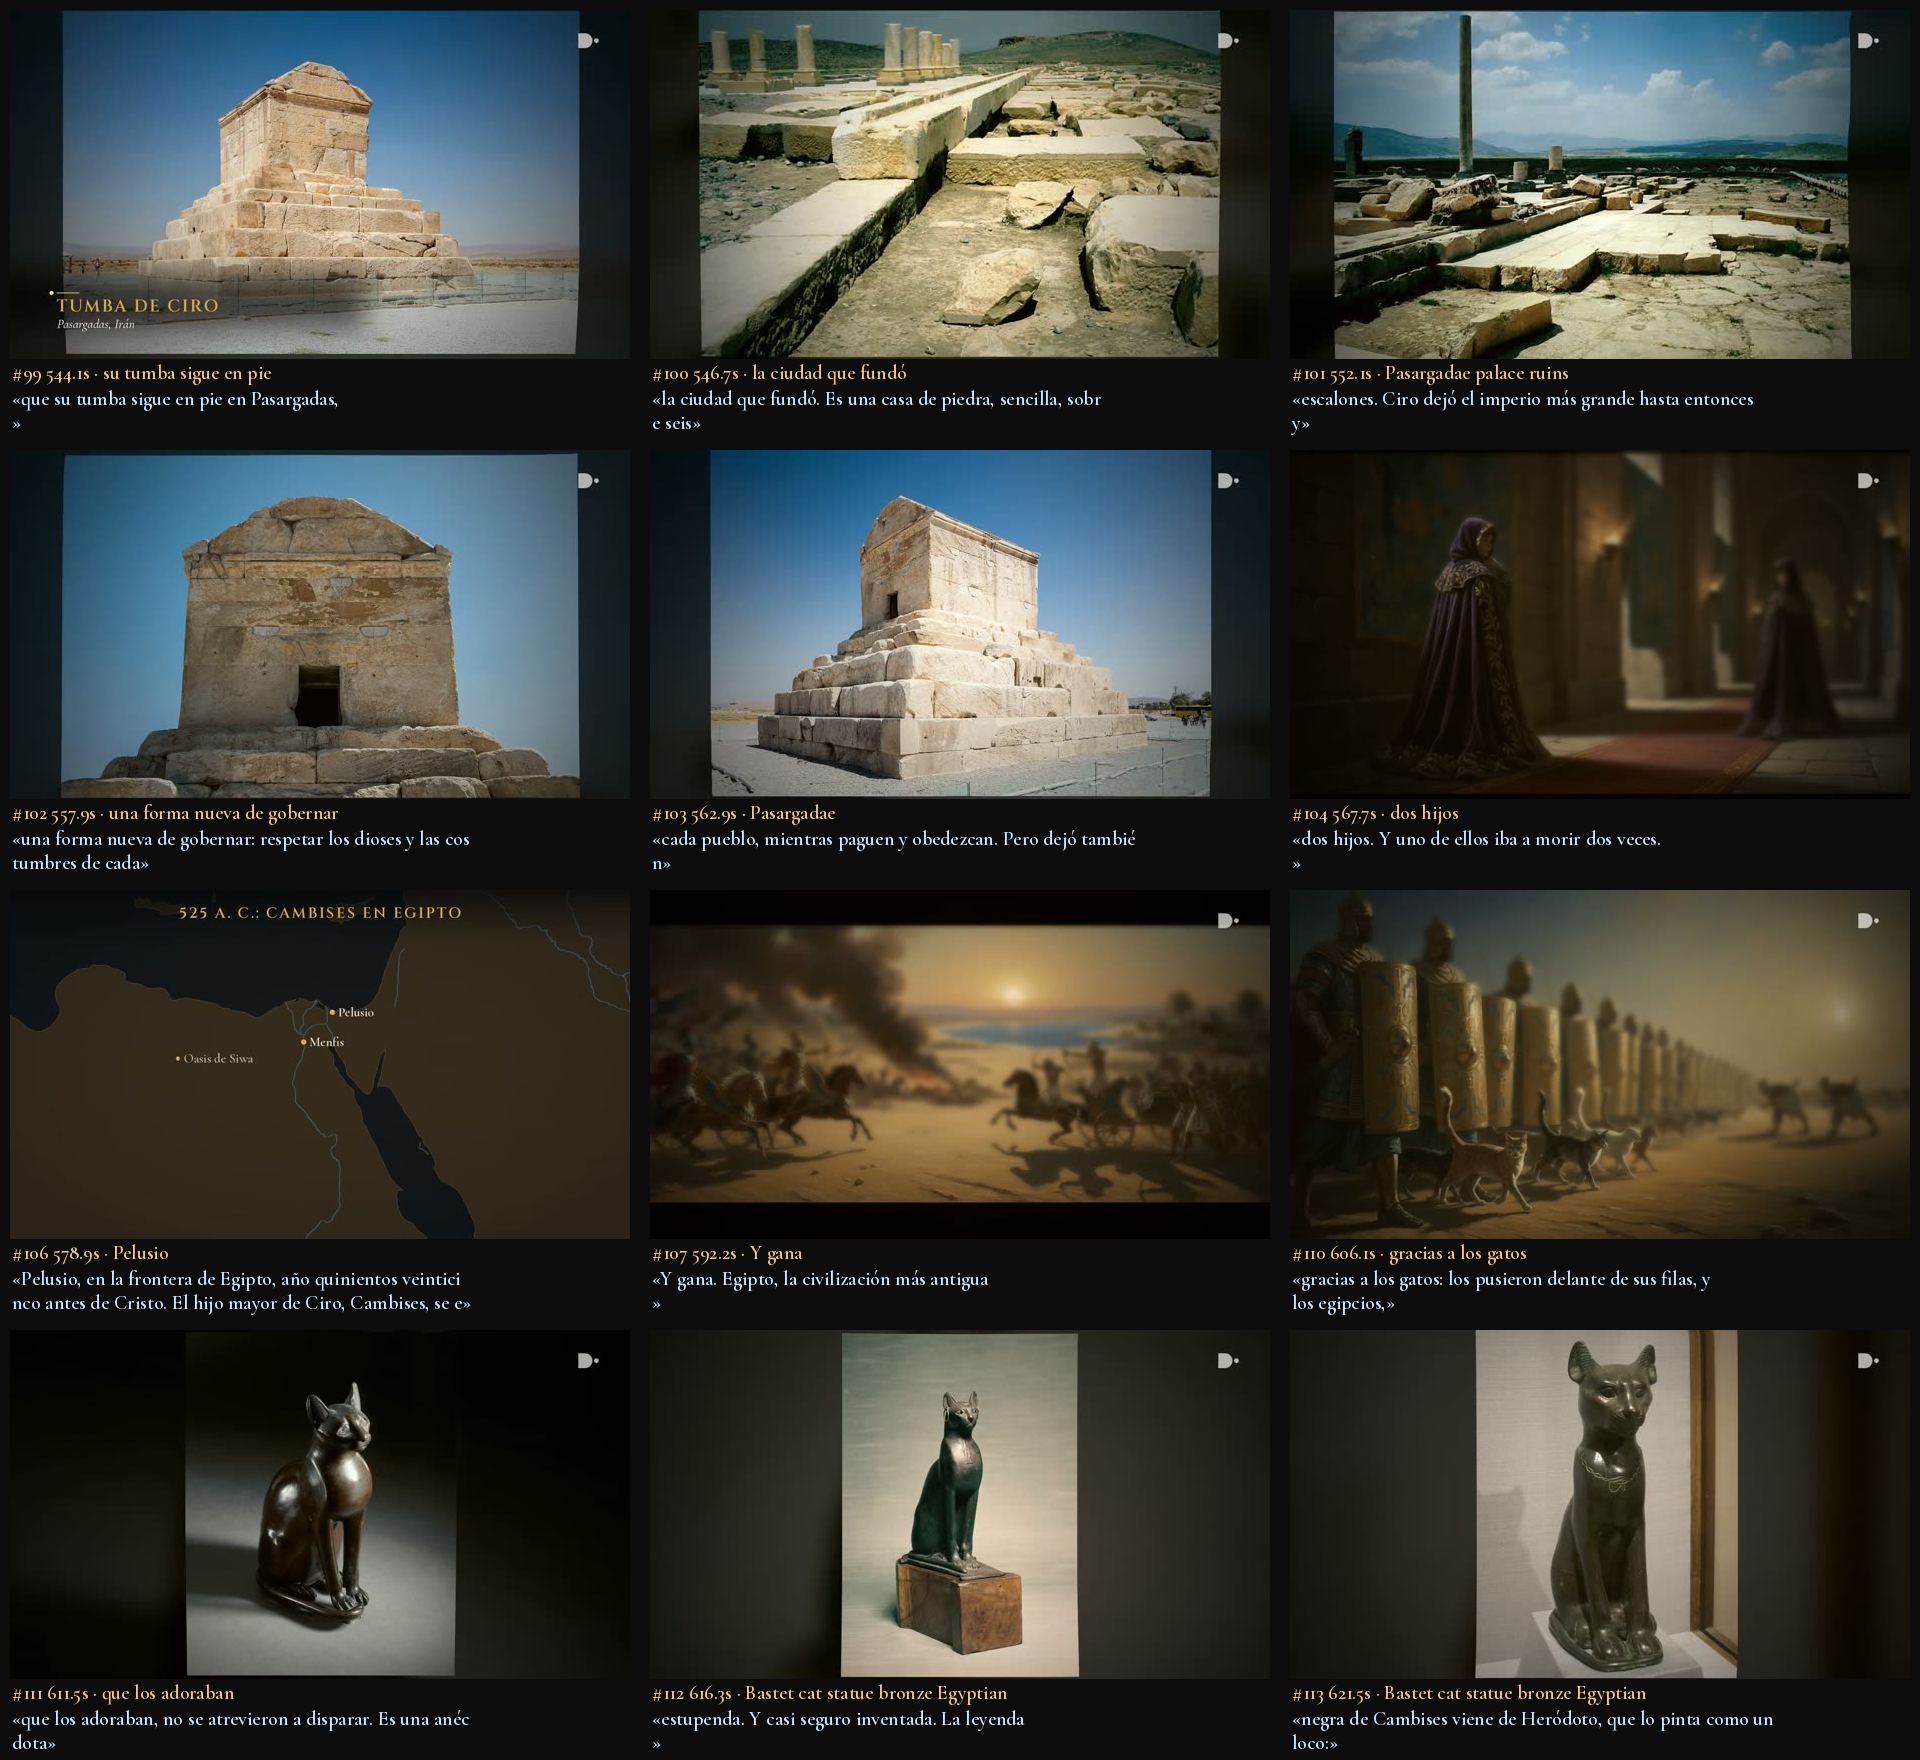 TUMBA DE CIRO
Pasargadas, Irán
#99 544.1s · su tumba sigue en pie
«que su tumba sigue en pie en Pasargadas,
»
#100 546.7s · la ciudad que fundó
«la ciudad que fundó. Es una casa de piedra, sencilla, sobr
e seis»
#101 552.1s · Pasargadae palace ruins
«escalones. Ciro dejó el imperio más grande hasta entonces
y»
#102 557.9s · una forma nueva de gobernar
«una forma nueva de gobernar: respetar los dioses y las cos
tumbres de cada»
#103 562.9s · Pasargadae
«cada pueblo, mientras paguen y obedezcan. Pero dejó tambié
n»
#104 567.7s · dos hijos
«dos hijos. Y uno de ellos iba a morir dos veces.
»
525 A. C.: CAMBISES EN EGIPTO
Pelusio
Menfis
Oasis de Siwa
#106 578.9s · Pelusio
«Pelusio, en la frontera de Egipto, año quinientos veintici
nco antes de Cristo. El hijo mayor de Ciro, Cambises, se e»
#107 592.2s · Y gana
«Y gana. Egipto, la civilización más antigua
»
#110 606.1s · gracias a los gatos
«gracias a los gatos: los pusieron delante de sus filas, y
los egipcios,»
#111 611.5s · que los adoraban
«que los adoraban, no se atrevieron a disparar. Es una anéc
dota»
#112 616.3s · Bastet cat statue bronze Egyptian
«estupenda. Y casi seguro inventada. La leyenda
»
#113 621.5s · Bastet cat statue bronze Egyptian
«negra de Cambises viene de Heródoto, que lo pinta como un
loco:»